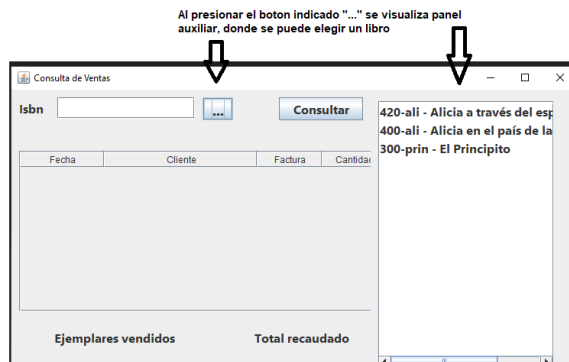 Al presionar el boton indicado "..." se visualiza panel
auxiliar, donde se puede elegir un libro
Consulta de Ventas
Isbn
...
Consultar
420-ali - Alicia a través del esp
400-ali - Alicia en el país de la
300-prin - El Principito
Fecha Cliente Factura Cantidad
Ejemplares vendidos Total recaudado